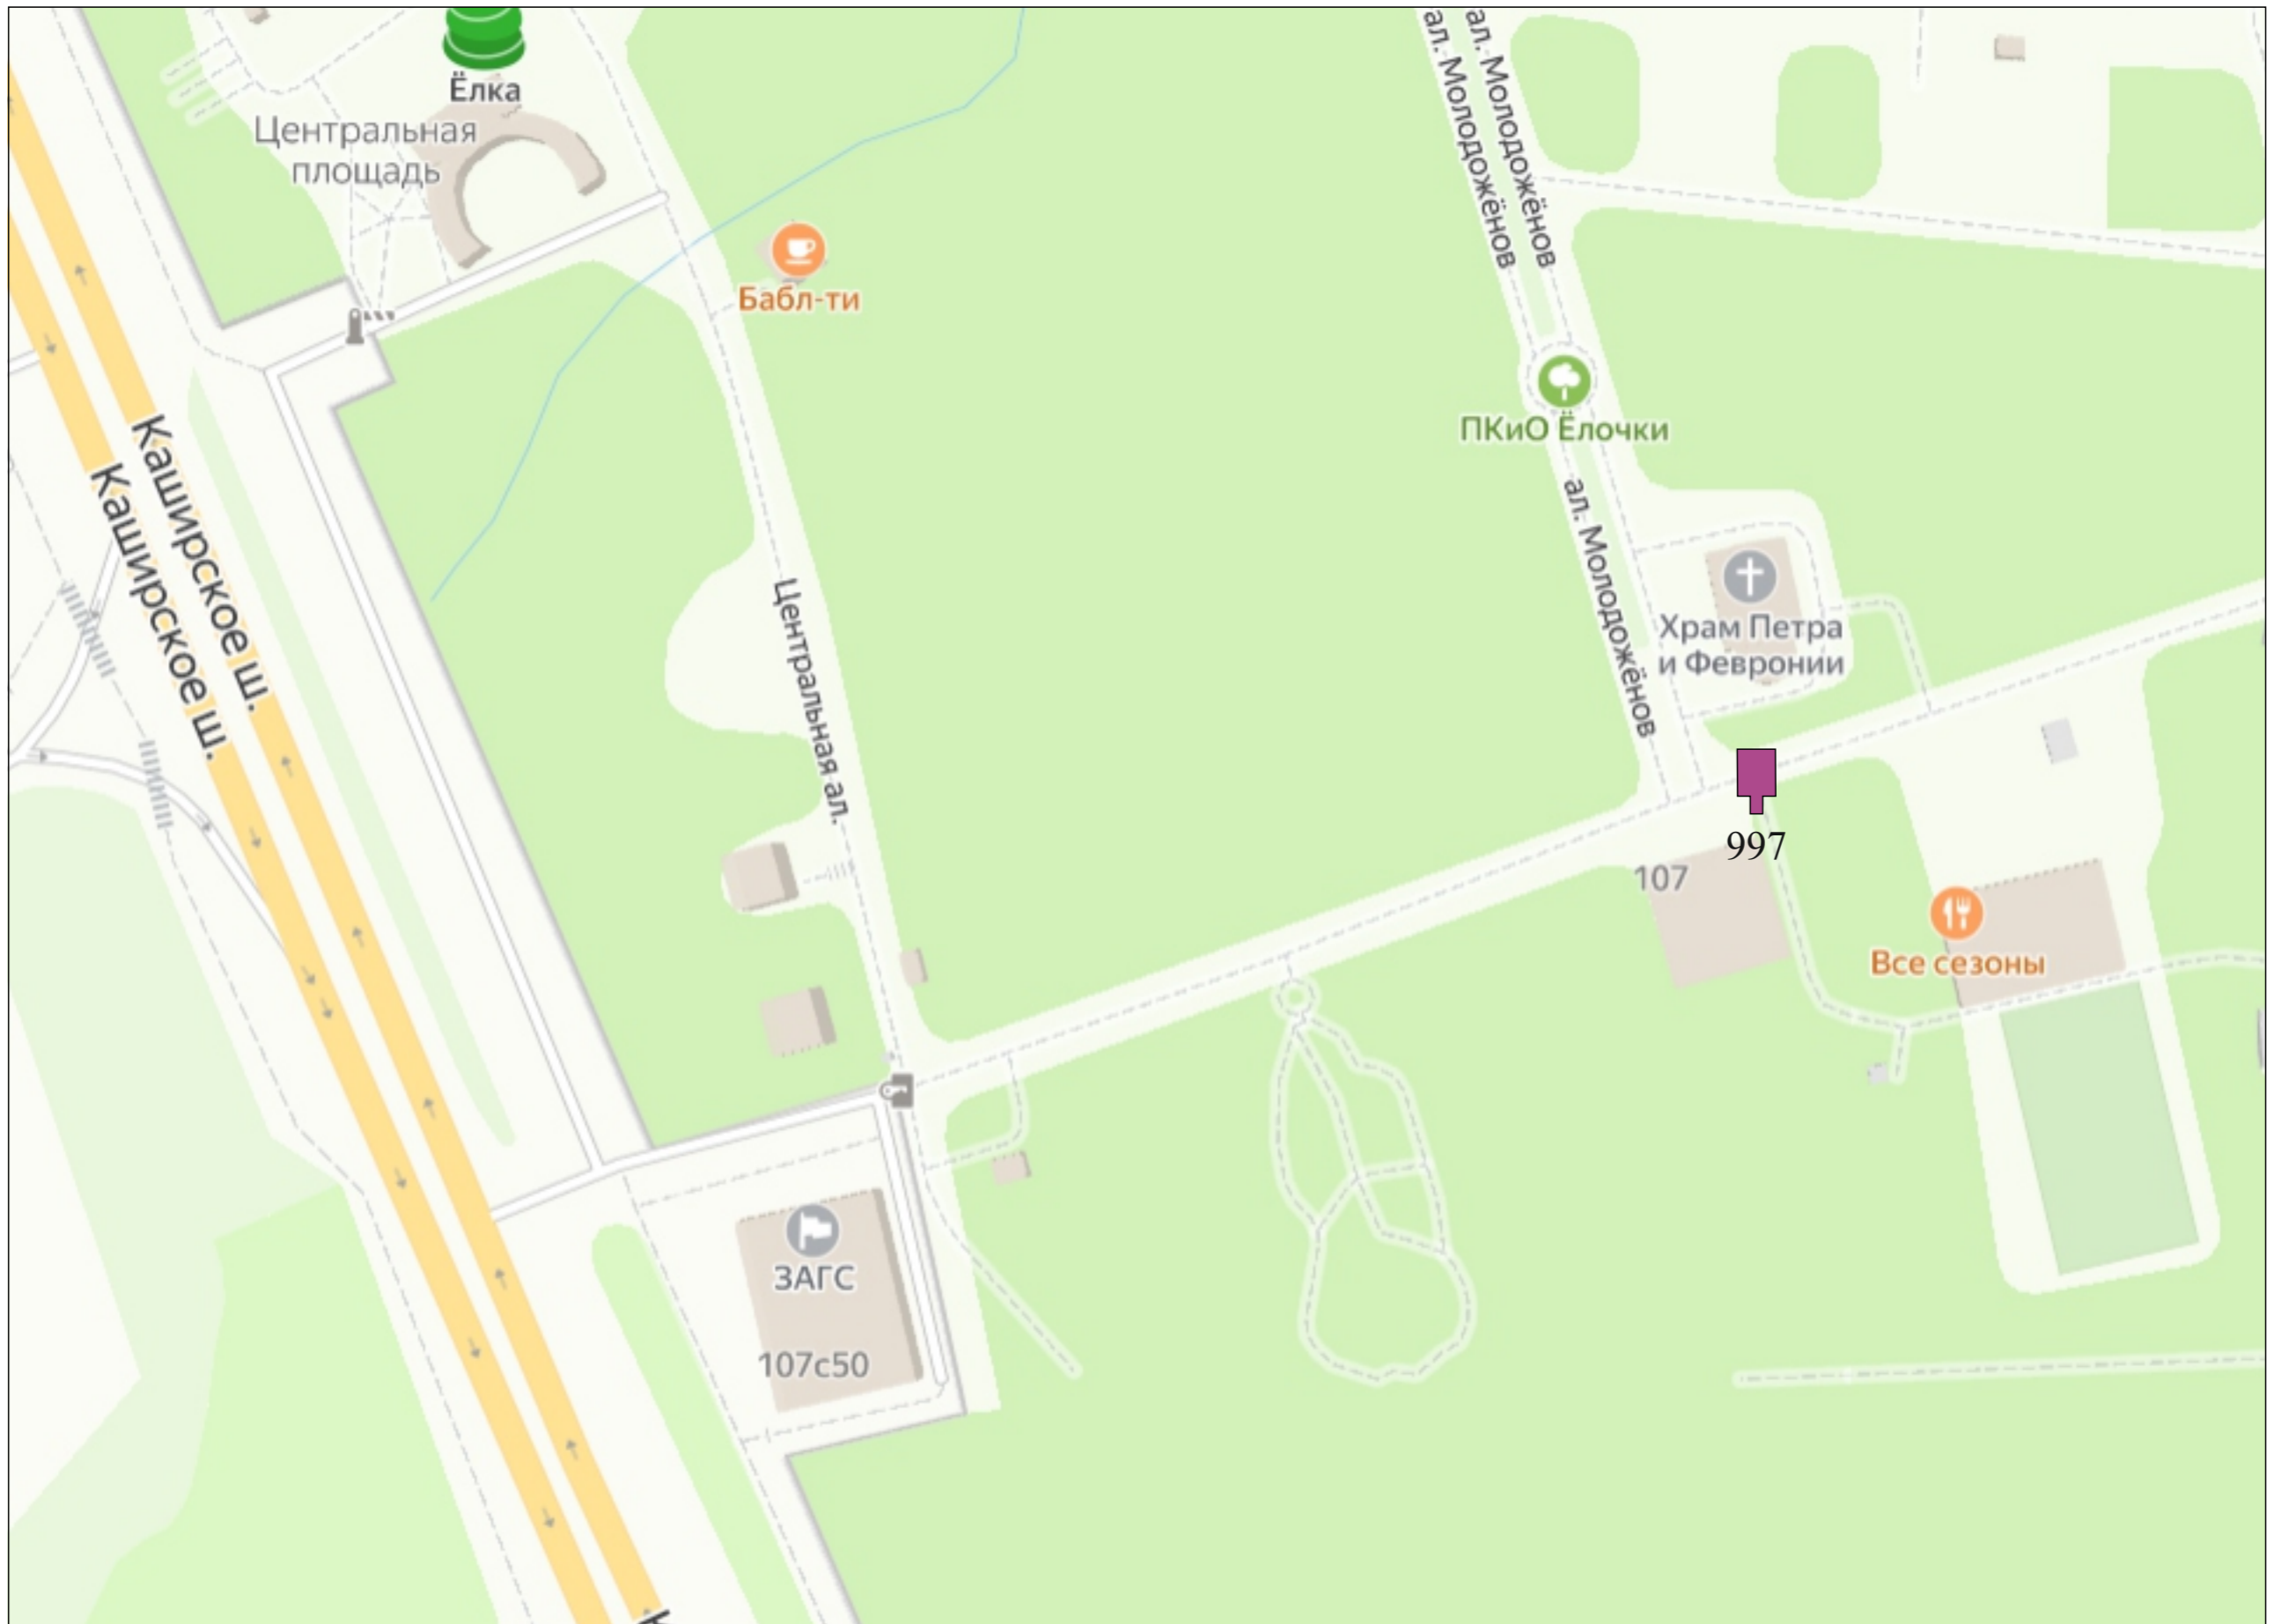 Ёлка
Центральная
площадь
ал. Молодожёнов
ал. Молодожёнов
Бабл-ти
ПКиО Ёлочки
Каширское ш.
Каширское ш.
ал. Молодожёнов
Центральная ал.
Храм Петра
и Февронии
997
107
Все сезоны
ЗАГС
107с50